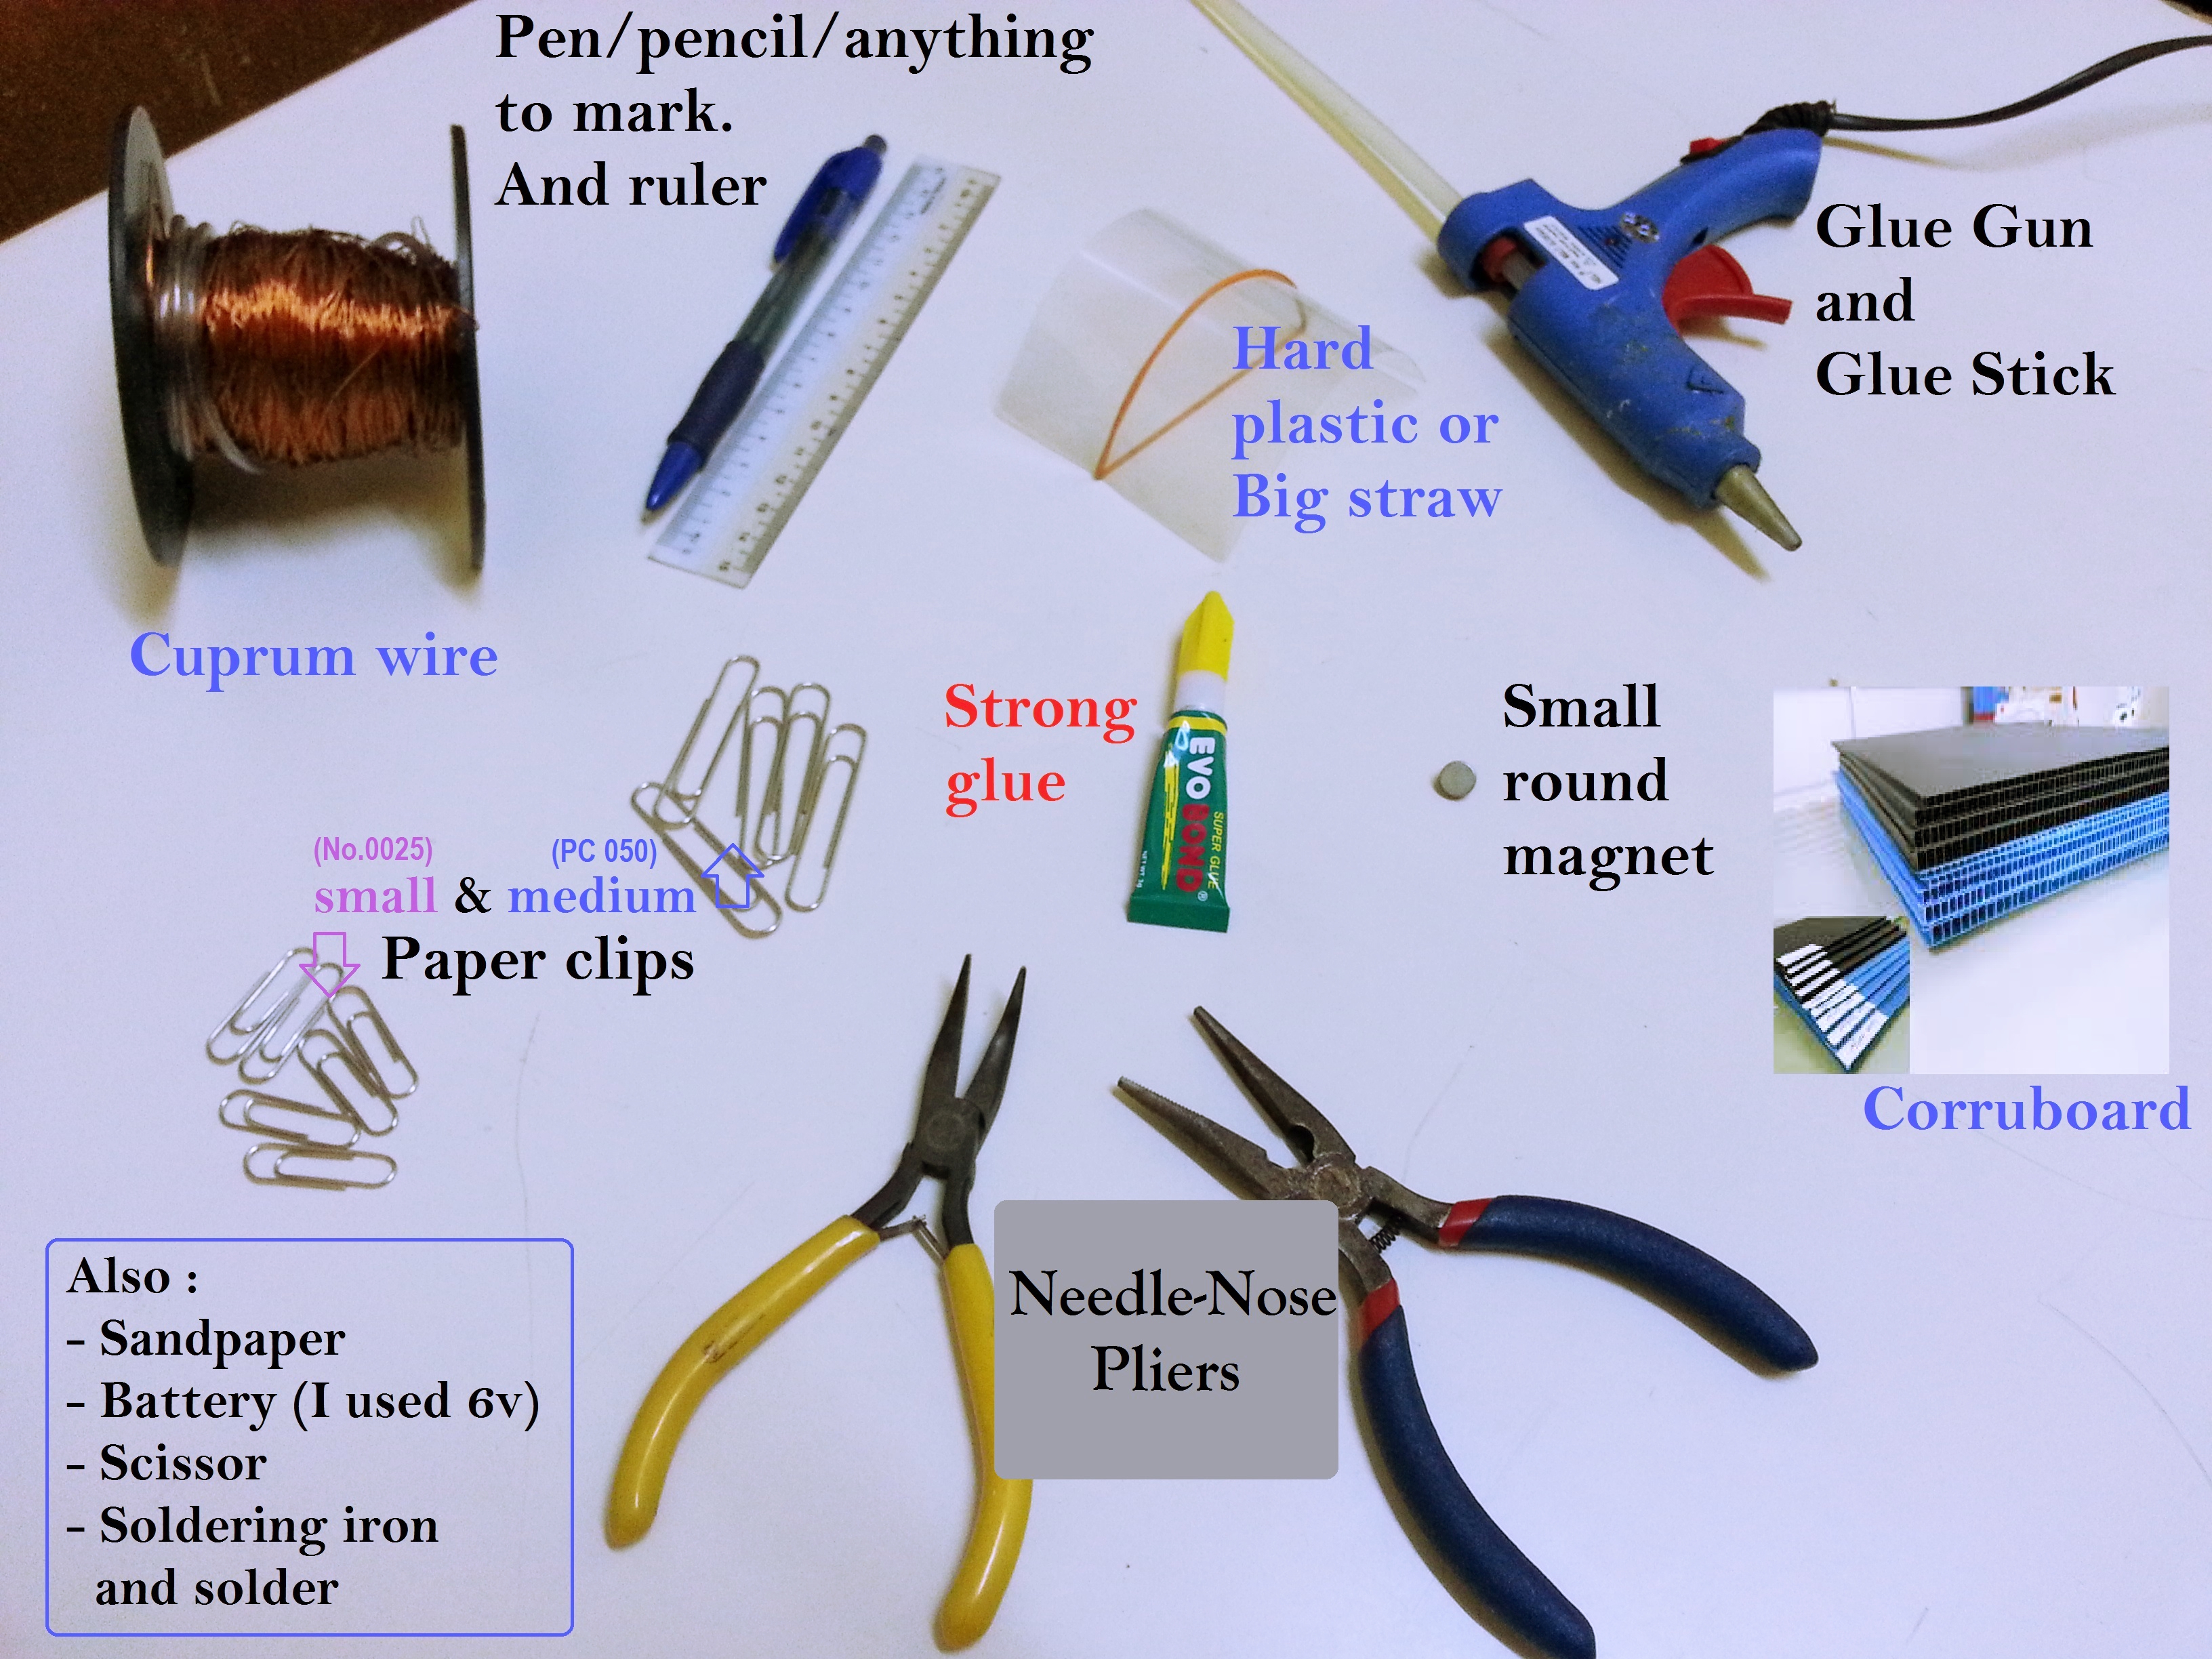 Pen/pencil/anything
to mark.
And ruler
Glue Gun
and
Glue Stick
Hard
plastic or
Big straw
Cuprum wire
Strong
glue
EVO BOND
SUPER GLUE
Small
round
magnet
(No.0025) (PC 050)
small & medium
Paper clips
Corruboard
Needle-Nose
Pliers
Also :
- Sandpaper
- Battery (I used 6v)
- Scissor
- Soldering iron
and solder